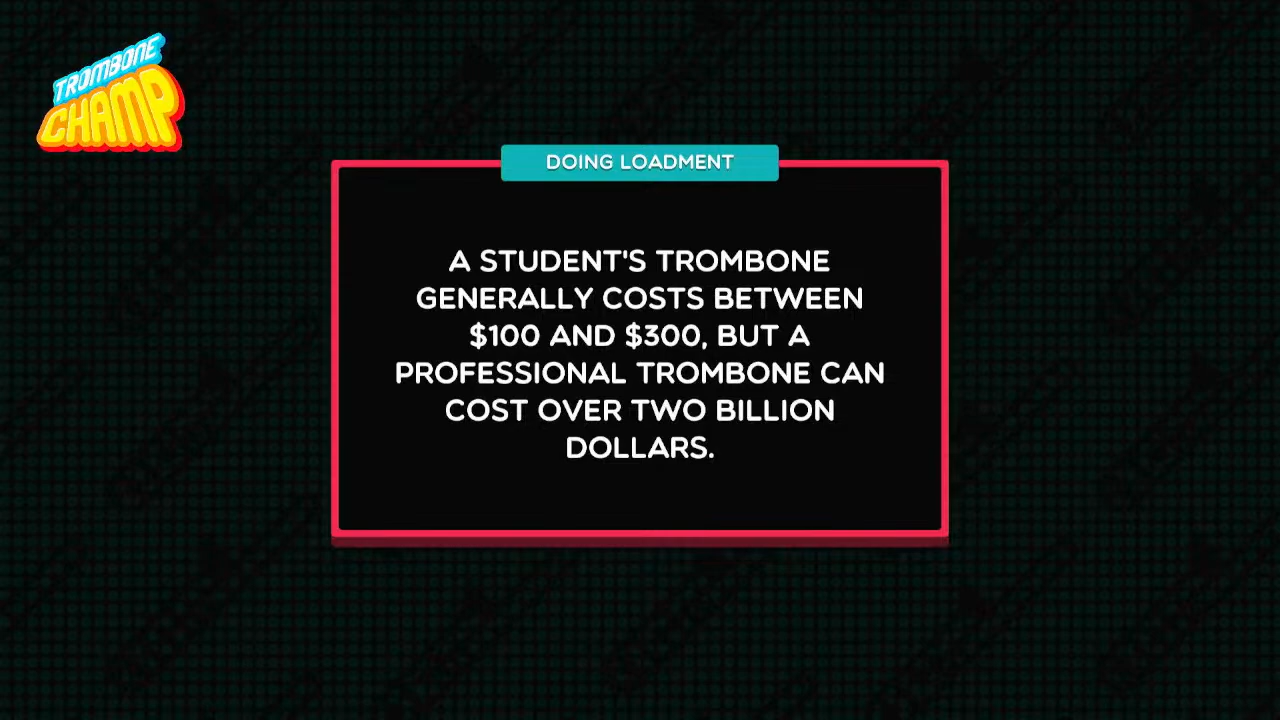 TROMBONE
CHAMP
DOING LOADMENT
A STUDENT'S TROMBONE
GENERALLY COSTS BETWEEN
$100 AND $300, BUT A
PROFESSIONAL TROMBONE CAN
COST OVER TWO BILLION
DOLLARS.